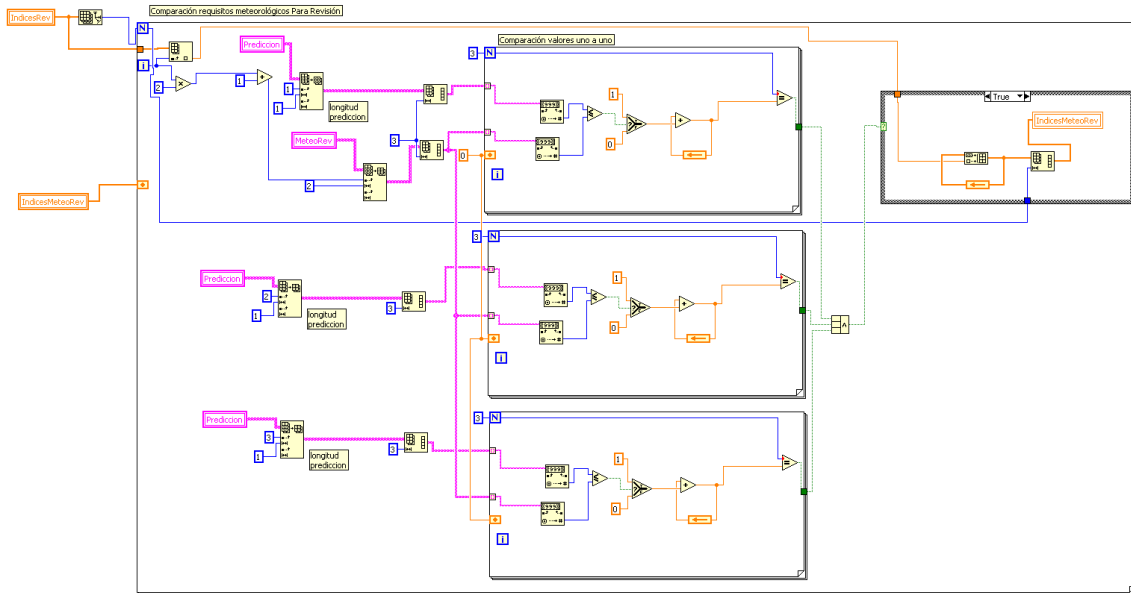 Comparación requisitos meteorológicos Para Revisión
IndicesRev
N
i
2
x
1
+
Prediccion
1
1
longitud
prediccion
MeteoRev
2
3
0
IndicesMeteoRev
Comparación valores uno a uno
3
N
i
1
0
?
+
=
True
IndicesMeteoRev
Prediccion
2
1
longitud
prediccion
3
3
N
i
1
0
?
+
=
Prediccion
3
1
longitud
prediccion
3
3
N
i
1
0
?
+
=